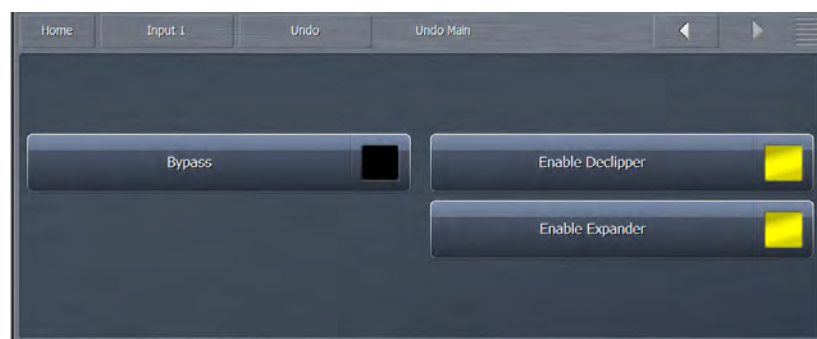 Home Input 1 Undo Undo Main
Bypass
Enable Declipper
Enable Expander